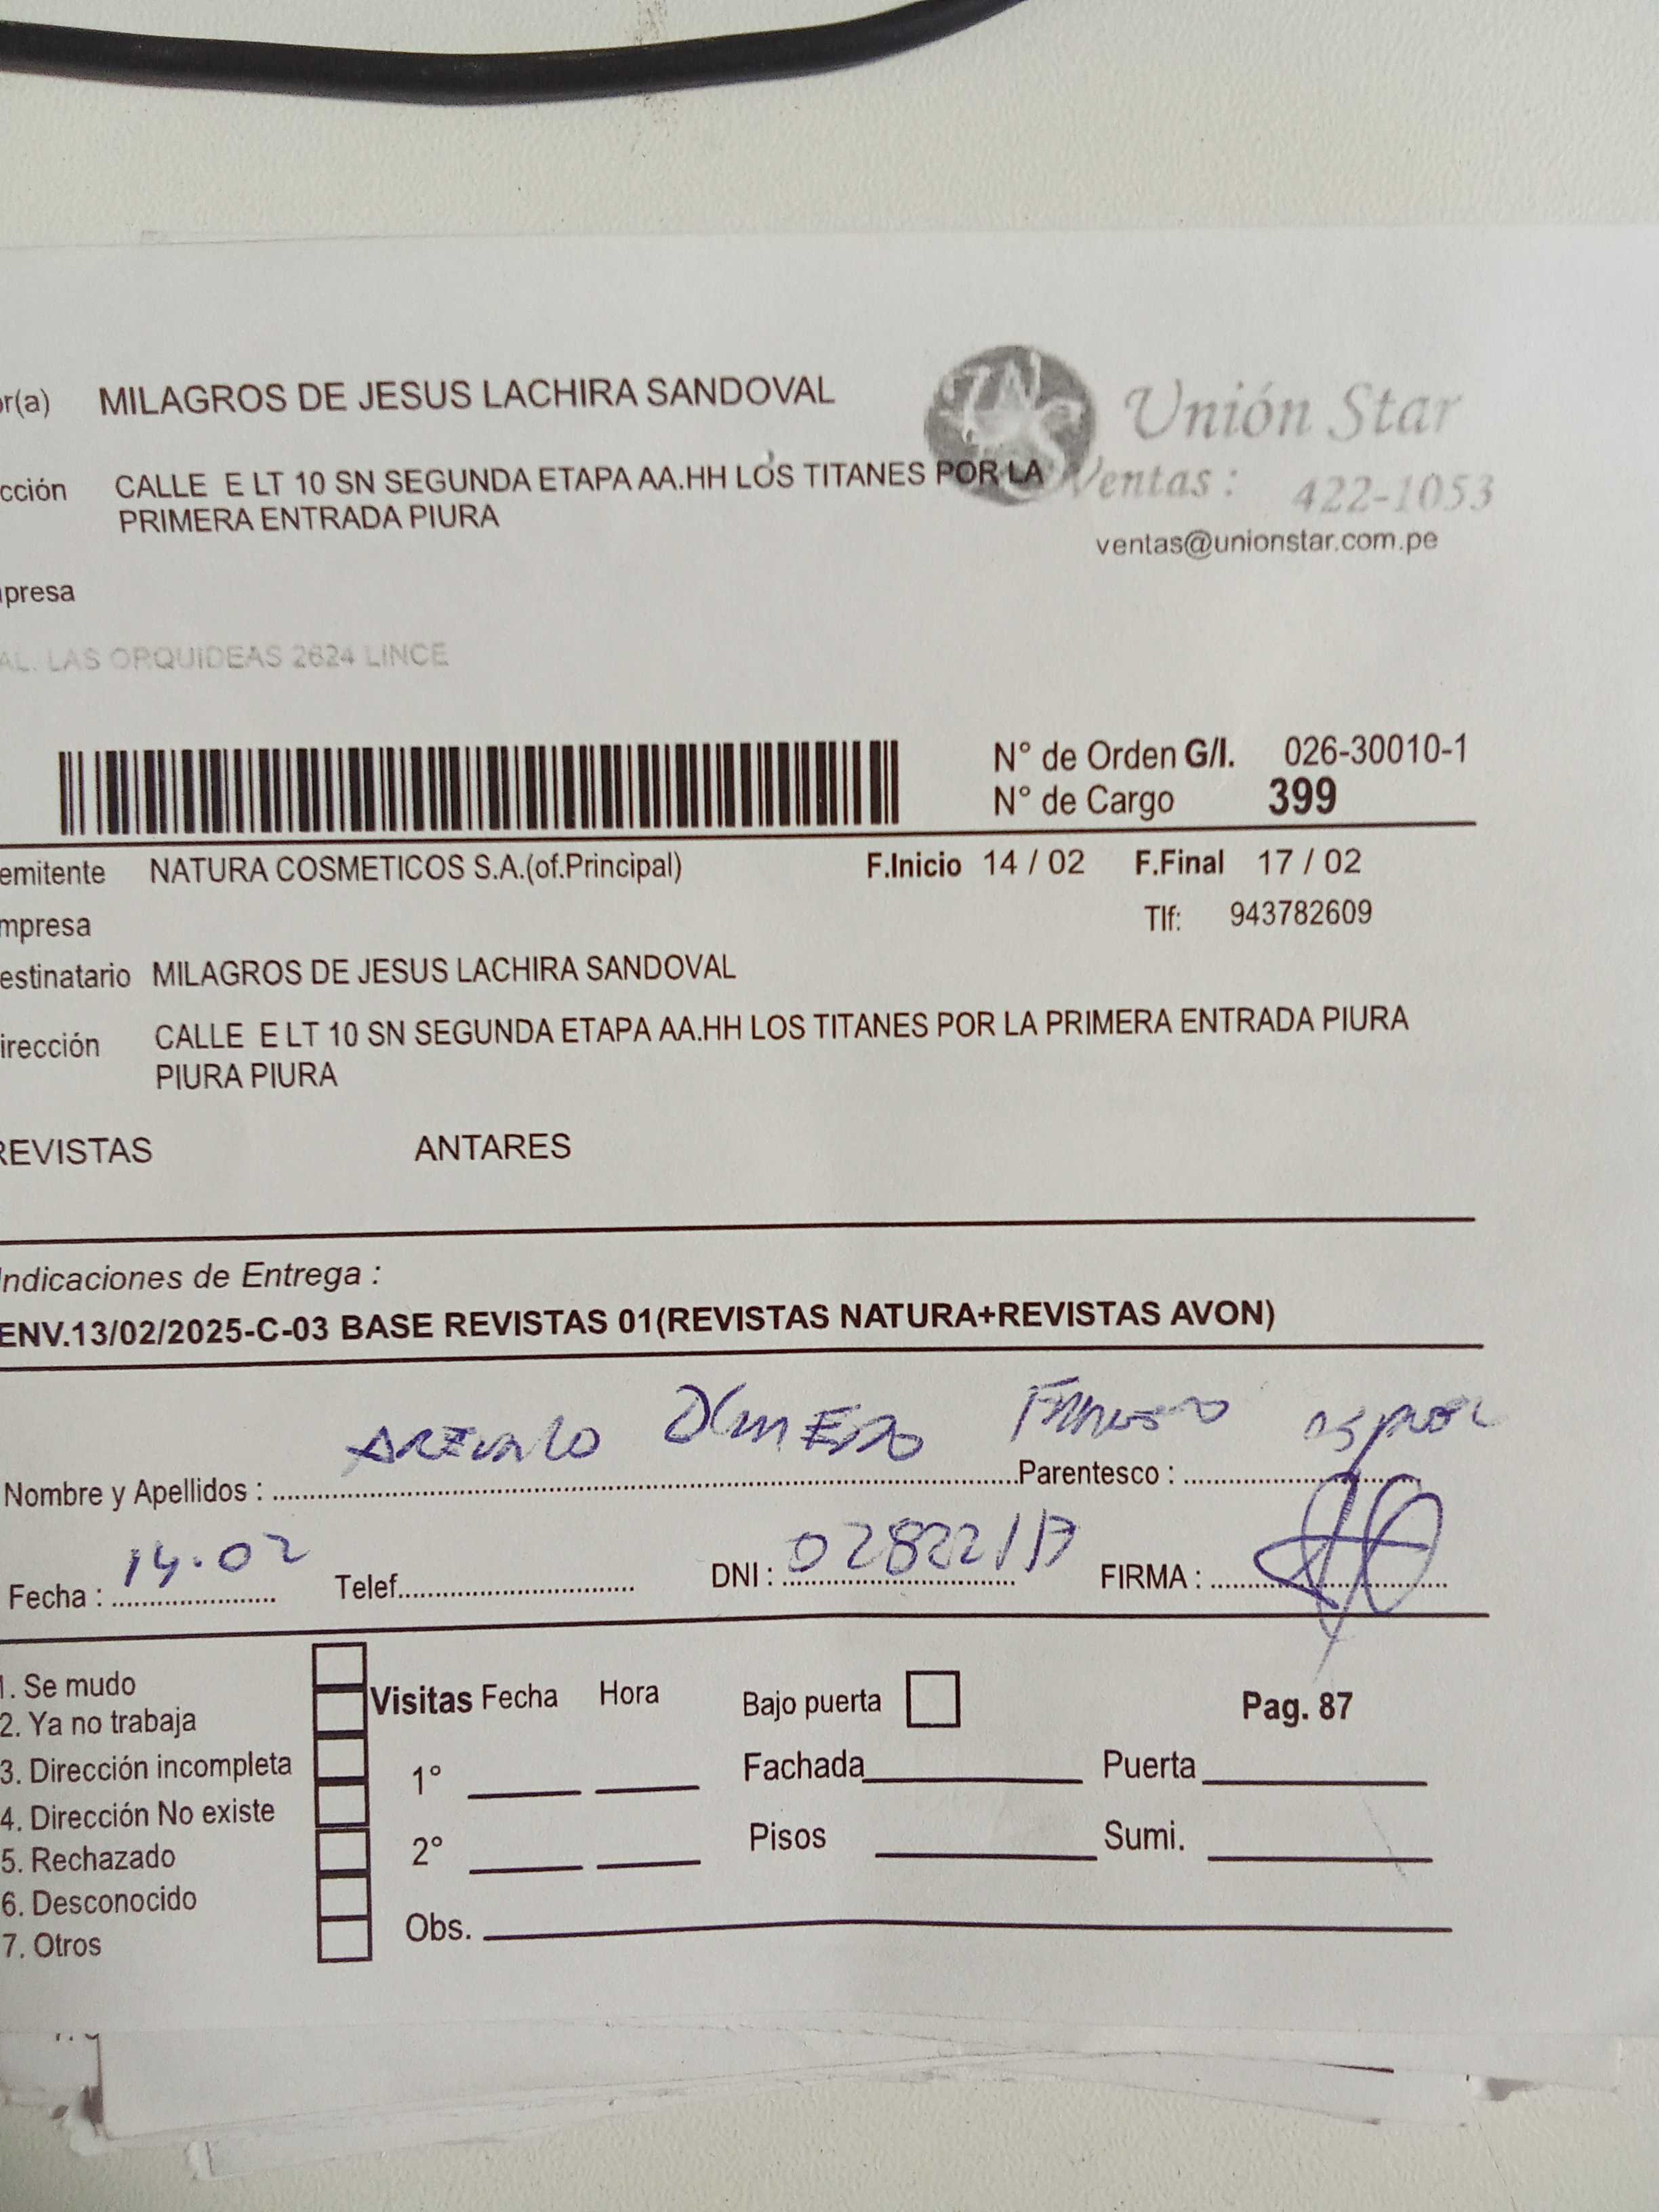 or(a) MILAGROS DE JESUS LACHIRA SANDOVAL
Unión Star
cción CALLE E LT 10 SN SEGUNDA ETAPA AA.HH LOS TITANES POR LA
PRIMERA ENTRADA PIURA
Ventas : 422-1053
ventas@unionstar.com.pe
presa
AL. LAS ORQUIDEAS 2624 LINCE
N° de Orden G/I. 026-30010-1
N° de Cargo 399
emitente NATURA COSMETICOS S.A.(of.Principal) F.Inicio 14 / 02 F.Final 17 / 02
mpresa Tlf: 943782609
estinatario MILAGROS DE JESUS LACHIRA SANDOVAL
irección CALLE E LT 10 SN SEGUNDA ETAPA AA.HH LOS TITANES POR LA PRIMERA ENTRADA PIURA
PIURA PIURA
REVISTAS ANTARES
Indicaciones de Entrega :
ENV.13/02/2025-C-03 BASE REVISTAS 01(REVISTAS NATURA+REVISTAS AVON)
Nombre y Apellidos : AREVALO Parentesco :
Fecha : 14.02 Telef. DNI : FIRMA :
1. Se mudo
2. Ya no trabaja
3. Dirección incompleta
4. Dirección No existe
5. Rechazado
6. Desconocido
7. Otros
Visitas Fecha Hora Bajo puerta Pag. 87
1° Fachada Puerta
2° Pisos Sumi.
Obs.